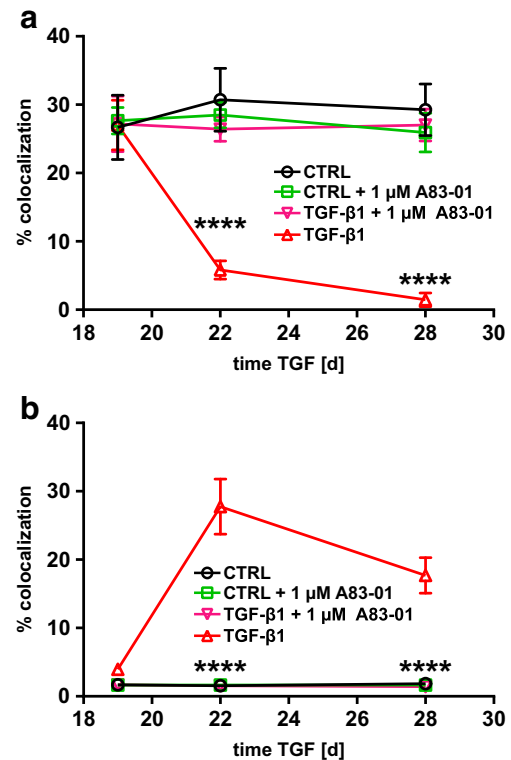 a
40
30
20
10
0
% colocalization
CTRL
CTRL + 1 µM A83-01
TGF-β1 + 1 µM A83-01
TGF-β1
****
****
18 20 22 24 26 28 30
time TGF [d]
b
40
30
20
10
0
% colocalization
CTRL
CTRL + 1 µM A83-01
TGF-β1 + 1 µM A83-01
TGF-β1
**** ****
18 20 22 24 26 28 30
time TGF [d]